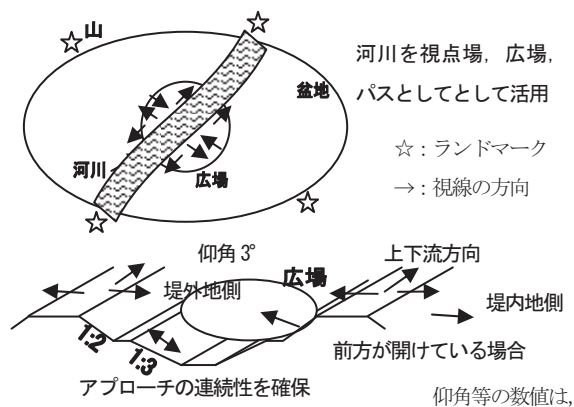 山
河川を視点場，広場，
盆地
パスとしてとして活用
☆：ランドマーク
河川
広場
→：視線の方向
仰角3°
上下流方向
広場
堤外地側
堤内地側
1:2
1:3
前方が開けている場合
アプローチの連続性を確保
仰角等の数値は，